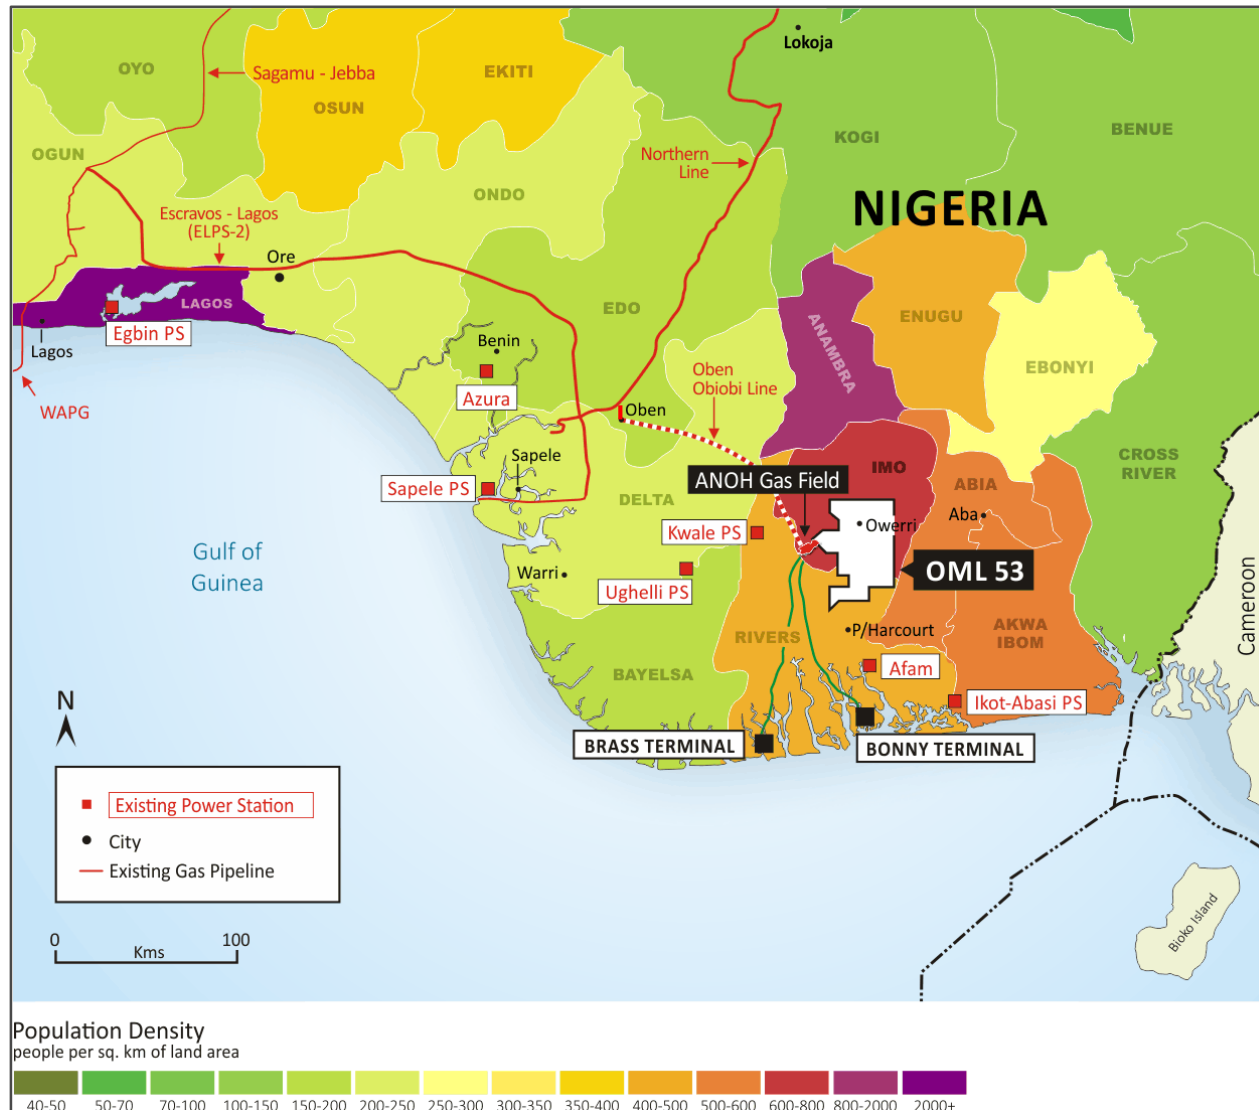 Lokoja
OYO
Sagamu - Jebba
EKITI
OSUN
KOGI
BENUE
OGUN
Northern
Line
ONDO
NIGERIA
Escravos - Lagos
(ELPS-2)
Ore
LAGOS
EDO
ANAMBRA
ENUGU
Egbin PS
Lagos
Benin
EBONYI
WAPG
Azura
Oben
Obiobi Line
Oben
Sapele
CROSS
RIVER
Sapele PS
DELTA
ANOH Gas Field
IMO
ABIA
Aba
Owerri
Kwale PS
Gulf of
Guinea
Warri
Ughelli PS
OML 53
Cameroon
RIVERS
P/Harcourt
AKWA
IBOM
BAYELSA
Afam
Ikot-Abasi PS
N
BRASS TERMINAL
BONNY TERMINAL
Existing Power Station
City
Existing Gas Pipeline
0 100
Kms
Bioko Island
Population Density
people per sq. km of land area
40-50 50-70 70-100 100-150 150-200 200-250 250-300 300-350 350-400 400-500 500-600 600-800 800-2000 2000+